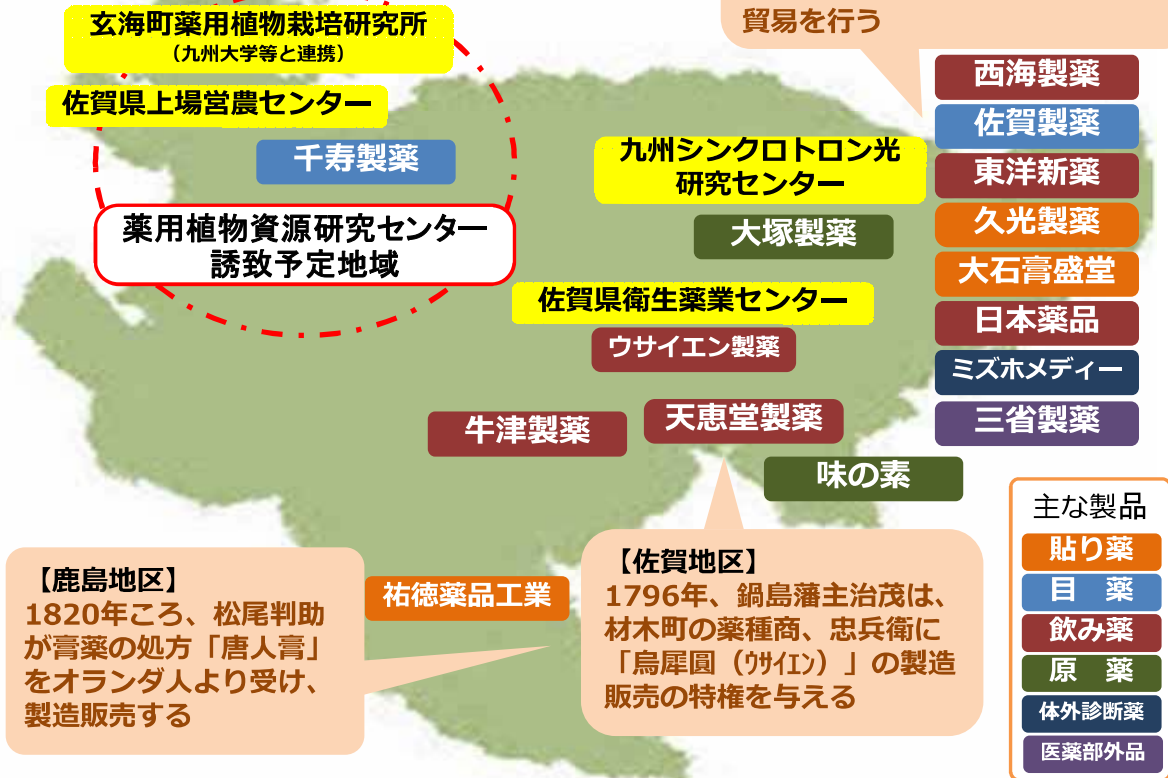 玄海町薬用植物栽培研究所
（九州大学等と連携）
佐賀県上場営農センター
千寿製薬
薬用植物資源研究センター
誘致予定地域
貿易を行う
九州シンクロトロン光
研究センター
大塚製薬
佐賀県衛生薬業センター
ウサイエン製薬
牛津製薬
天恵堂製薬
味の素
祐徳薬品工業
西海製薬
佐賀製薬
東洋新薬
久光製薬
大石膏盛堂
日本薬品
ミズホメディー
三省製薬
【鹿島地区】
1820年ころ、松尾判助
が膏薬の処方「唐人膏」
をオランダ人より受け、
製造販売する
【佐賀地区】
1796年、鍋島藩主治茂は、
材木町の薬種商、忠兵衛に
「烏犀圓（ｳｻｲｴﾝ）」の製造
販売の特権を与える
主な製品
貼り薬
目　薬
飲み薬
原　薬
体外診断薬
医薬部外品